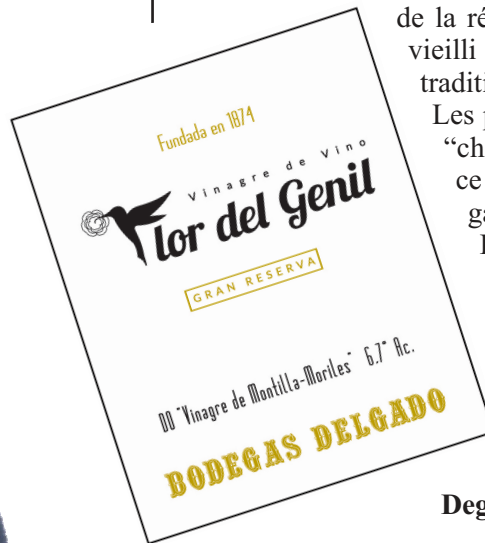 de la ré
vieilli
traditi
Les p
“ch
ce
ga
Fundada en 1874
Vinagre de Vino
Flor del Genil
GRAN RESERVA
DO "Vinagre de Montilla-Moriles" 6.7° Ac.
BODEGAS DELGADO
Deg